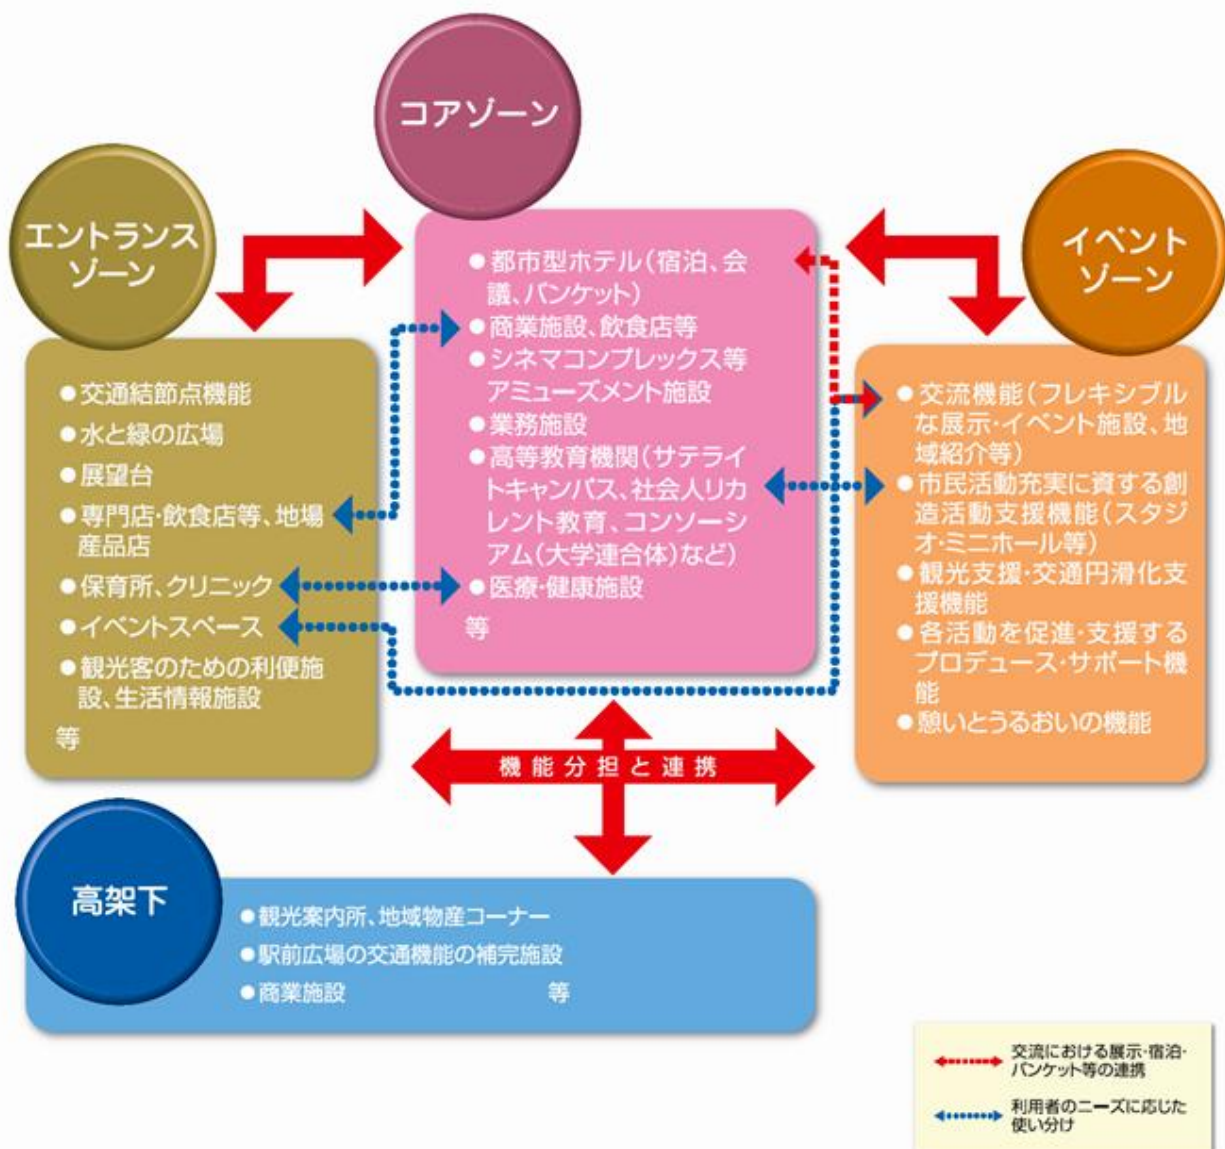 コアゾーン
エントランス
ゾーン
イベント
ゾーン
●都市型ホテル(宿泊、会
議、バンケット)
●商業施設、飲食店等
●シネマコンプレックス等
アミューズメント施設
●業務施設
●高等教育機関(サテライ
トキャンパス、社会人リカ
レント教育、コンソーシ
アム(大学連合体)など)
●医療・健康施設
等
●交通結節点機能
●水と緑の広場
●展望台
●専門店・飲食店等、地場
産品店
●保育所、クリニック
●イベントスペース
●観光客のための利便施
設、生活情報施設
等
●交流機能(フレキシブル
な展示・イベント施設、地
域紹介等)
●市民活動充実に資する創
造活動支援機能(スタジ
オ・ミニホール等)
●観光支援・交通円滑化支
援機能
●各活動を促進・支援する
プロデュース・サポート機
能
●憩いとうるおいの機能
機能分担と連携
高架下
●観光案内所、地域物産コーナー
●駅前広場の交通機能の補完施設
●商業施設 等
交流における展示・宿泊・
バンケット等の連携
利用者のニーズに応じた
使い分け